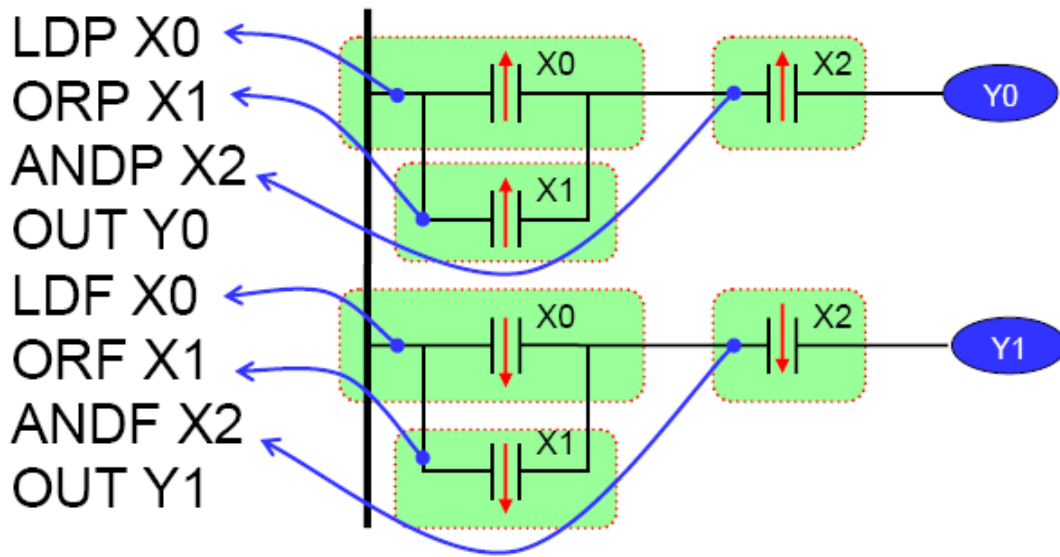 LDP X0
ORP X1
ANDP X2
OUT Y0
LDF X0
ORF X1
ANDF X2
OUT Y1
X0
X2
Y0
X1
X0
X2
Y1
X1